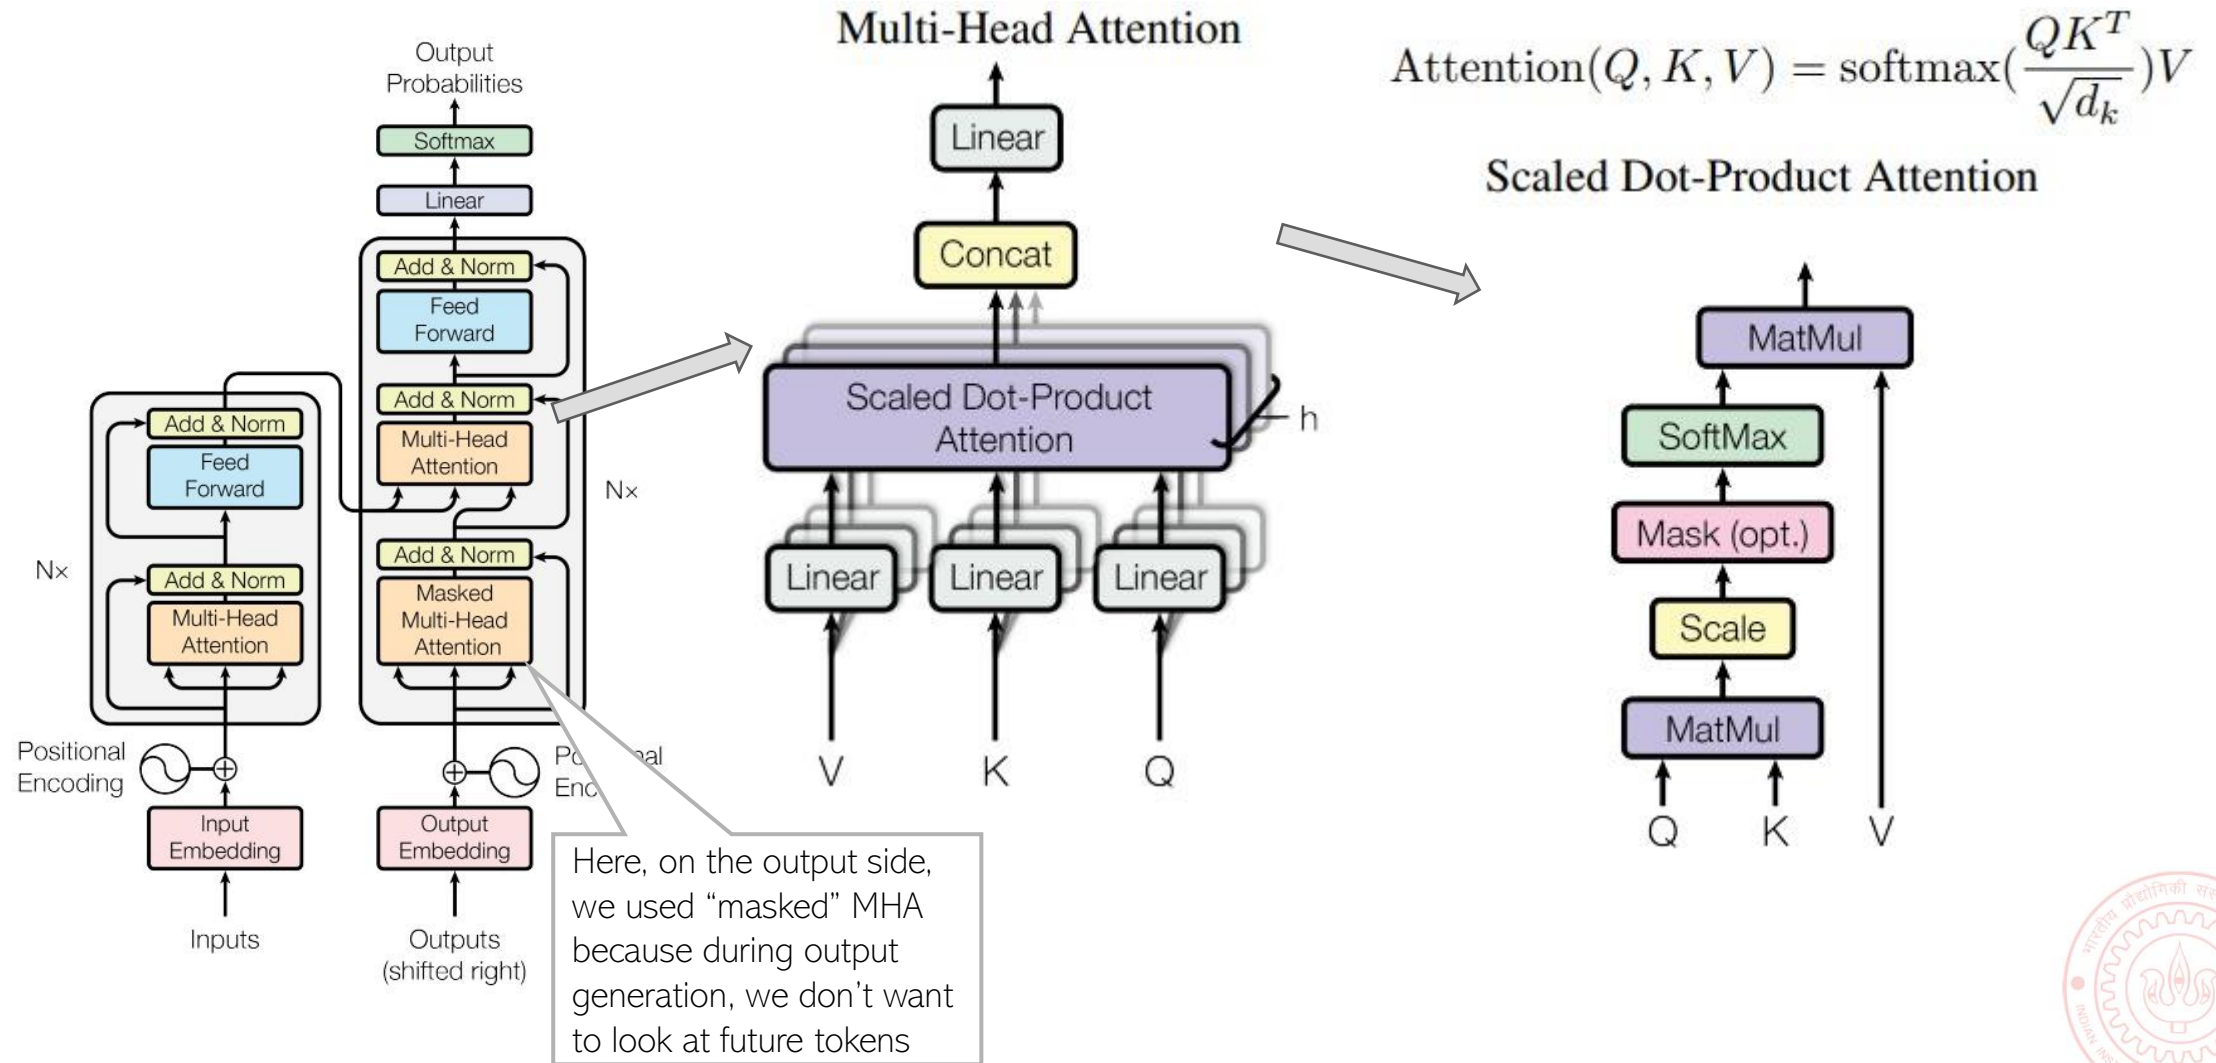 Output
Probabilities
Softmax
Linear
Add & Norm
Feed
Forward
Add & Norm
Multi-Head
Attention
Nx
Add & Norm
Masked
Multi-Head
Attention
Add & Norm
Feed
Forward
Nx
Add & Norm
Multi-Head
Attention
Positional
Encoding
Input
Embedding
Inputs
Output
Embedding
Outputs
(shifted right)
Here, on the output side,
we used “masked” MHA
because during output
generation, we don’t want
to look at future tokens
Multi-Head Attention
Linear
Concat
Scaled Dot-Product
Attention
h
Linear
Linear
Linear
V
K
Q
Attention(Q, K, V) = softmax(QK^T/√d_k)V
Scaled Dot-Product Attention
MatMul
SoftMax
Mask (opt.)
Scale
MatMul
Q
K
V
भारतीय प्रौद्योगिकी
INDIAN